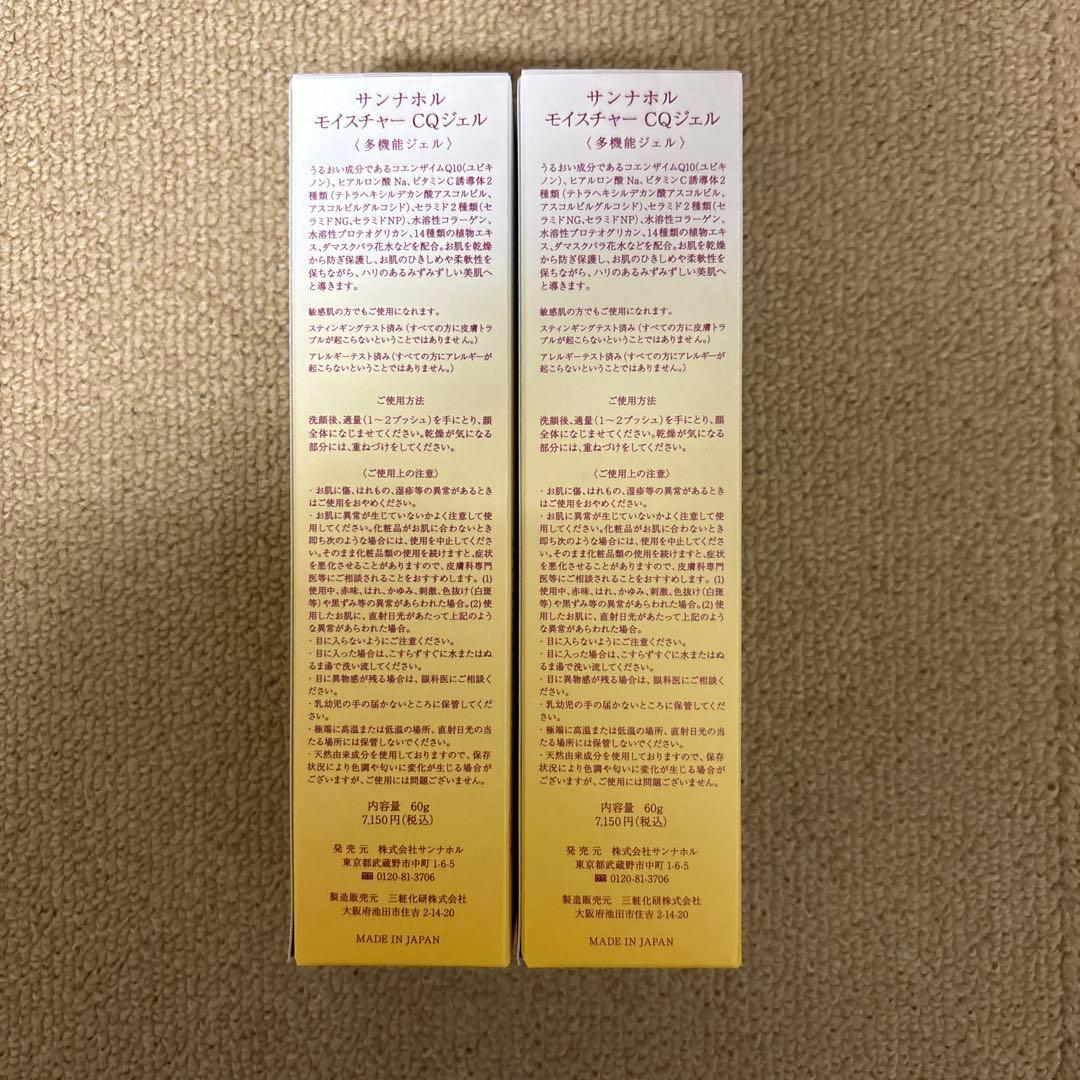 サンナホル
モイスチャー CQジェル
〈多機能ジェル〉
うるおい成分であるコエンザイムQ10(ユビキ
ノン)、ヒアルロン酸 Na、ビタミンC誘導体2
種類(テトラヘキシルデカン酸アスコルビル、
アスコルビルグルコシド)、セラミド2種類(セ
ラミドNG、セラミドNP)、水溶性コラーゲン、
水溶性プロテオグリカン、14種類の植物エキ
ス、ダマスクバラ花水などを配合。お肌を乾燥
から防ぎ保護し、お肌のひきしめや柔軟性を
保ちながら、ハリのあるみずみずしい美肌へ
と導きます。
敏感肌の方でもご使用になれます。
スティンギングテスト済み(すべての方に皮膚トラ
ブルが起こらないということではありません。)
アレルギーテスト済み(すべての方にアレルギーが
起こらないということではありません。)
ご使用方法
洗顔後、適量(1～2プッシュ)を手にとり、顔
全体になじませてください。乾燥が気になる
部分には、重ねづけをしてください。
〈ご使用上の注意〉
・お肌に傷、はれもの、湿疹等の異常があるとき
はご使用をおやめください。
・お肌に異常が生じていないかよく注意して使
用してください。化粧品がお肌に合わないとき
即ち次のような場合には、使用を中止してくださ
い。そのまま化粧品類の使用を続けますと、症状
を悪化させることがありますので、皮膚科専門
医等にご相談されることをおすすめします。(1)
使用中、赤味、はれ、かゆみ、刺激、色抜け(白斑
等)や黒ずみ等の異常があらわれた場合。(2)使
用したお肌に、直射日光があたって上記のよう
な異常があらわれた場合。
・目に入らないようにご注意ください。
・目に入った場合は、こすらずすぐに水またはぬ
るま湯で洗い流してください。
・目に異物感が残る場合は、眼科医にご相談く
ださい。
・乳幼児の手の届かないところに保管してくだ
さい。
・極端に高温または低温の場所、直射日光の当
たる場所には保管しないでください。
・天然由来成分を使用しておりますので、保存
状況により色調や匂いに変化が生じる場合が
ございますが、ご使用には問題ございません。
内容量 60g
7,150円(税込)
発売元 株式会社サンナホル
東京都武蔵野市中町 1-6-5
0120-81-3706
製造販売元 三粧化研株式会社
大阪府池田市住吉 2-14-20
MADE IN JAPAN
サンナホル
モイスチャー CQジェル
〈多機能ジェル〉
うるおい成分であるコエンザイムQ10(ユビキ
ノン)、ヒアルロン酸 Na、ビタミンC誘導体2
種類(テトラヘキシルデカン酸アスコルビル、
アスコルビルグルコシド)、セラミド2種類(セ
ラミドNG、セラミドNP)、水溶性コラーゲン、
水溶性プロテオグリカン、14種類の植物エキ
ス、ダマスクバラ花水などを配合。お肌を乾燥
から防ぎ保護し、お肌のひきしめや柔軟性を
保ちながら、ハリのあるみずみずしい美肌へ
と導きます。
敏感肌の方でもご使用になれます。
スティンギングテスト済み(すべての方に皮膚トラ
ブルが起こらないということではありません。)
アレルギーテスト済み(すべての方にアレルギーが
起こらないということではありません。)
ご使用方法
洗顔後、適量(1～2プッシュ)を手にとり、顔
全体になじませてください。乾燥が気になる
部分には、重ねづけをしてください。
〈ご使用上の注意〉
・お肌に傷、はれもの、湿疹等の異常があるとき
はご使用をおやめください。
・お肌に異常が生じていないかよく注意して使
用してください。化粧品がお肌に合わないとき
即ち次のような場合には、使用を中止してくださ
い。そのまま化粧品類の使用を続けますと、症状
を悪化させることがありますので、皮膚科専門
医等にご相談されることをおすすめします。(1)
使用中、赤味、はれ、かゆみ、刺激、色抜け(白斑
等)や黒ずみ等の異常があらわれた場合。(2)使
用したお肌に、直射日光があたって上記のよう
な異常があらわれた場合。
・目に入らないようにご注意ください。
・目に入った場合は、こすらずすぐに水またはぬ
るま湯で洗い流してください。
・目に異物感が残る場合は、眼科医にご相談く
ださい。
・乳幼児の手の届かないところに保管してくだ
さい。
・極端に高温または低温の場所、直射日光の当
たる場所には保管しないでください。
・天然由来成分を使用しておりますので、保存
状況により色調や匂いに変化が生じる場合が
ございますが、ご使用には問題ございません。
内容量 60g
7,150円(税込)
発売元 株式会社サンナホル
東京都武蔵野市中町 1-6-5
0120-81-3706
製造販売元 三粧化研株式会社
大阪府池田市住吉 2-14-20
MADE IN JAPAN